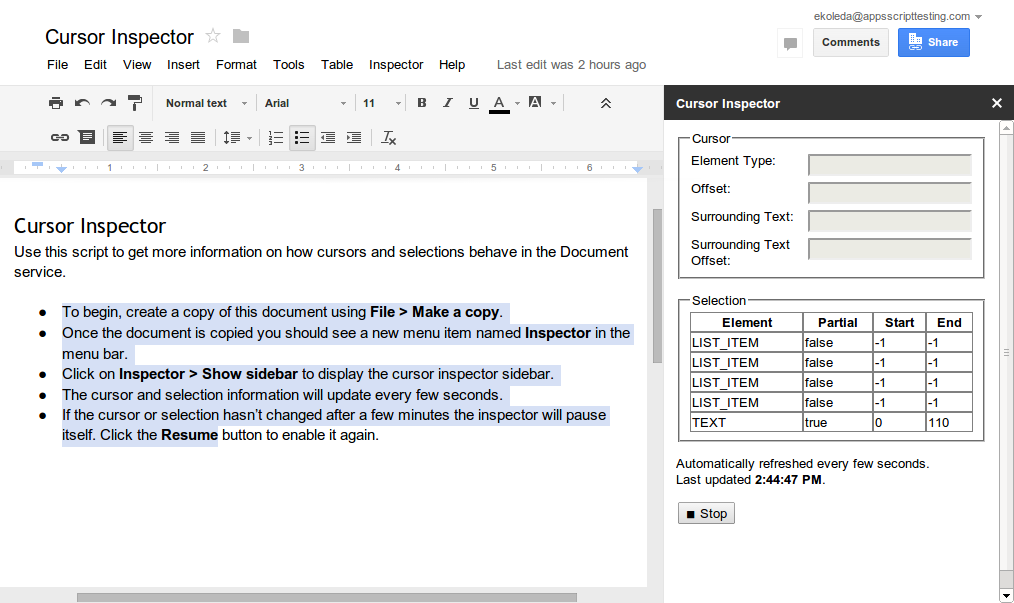 ekoleda@appsscripttesting.com
Cursor Inspector
Comments
Share
File Edit View Insert Format Tools Table Inspector Help Last edit was 2 hours ago
Normal text Arial 11 B I U A A
Cursor Inspector
1 2 3 4 5 6
Cursor
Element Type:
Offset:
Surrounding Text:
Surrounding Text
Offset:
Selection
Element Partial Start End
LIST_ITEM false -1 -1
LIST_ITEM false -1 -1
LIST_ITEM false -1 -1
LIST_ITEM false -1 -1
TEXT true 0 110
Automatically refreshed every few seconds.
Last updated 2:44:47 PM.
Stop
Cursor Inspector
Use this script to get more information on how cursors and selections behave in the Document
service.
● To begin, create a copy of this document using File > Make a copy.
● Once the document is copied you should see a new menu item named Inspector in the
menu bar.
● Click on Inspector > Show sidebar to display the cursor inspector sidebar.
● The cursor and selection information will update every few seconds.
● If the cursor or selection hasn't changed after a few minutes the inspector will pause
itself. Click the Resume button to enable it again.